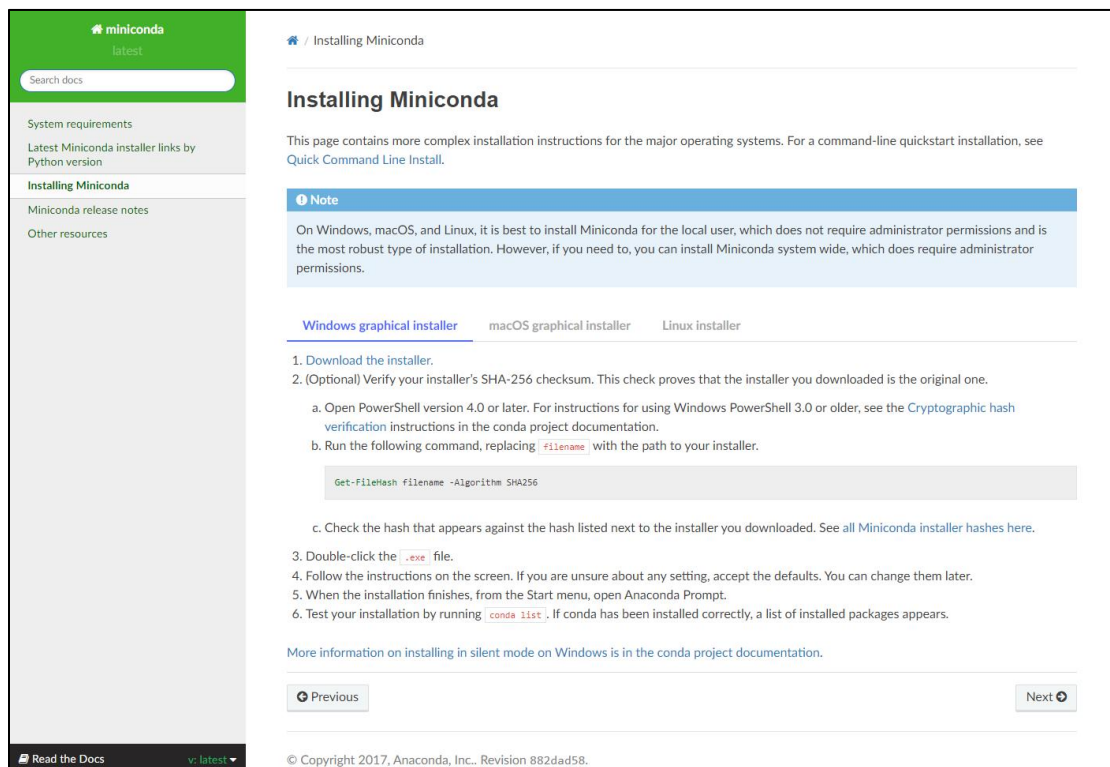 miniconda
latest
Search docs
System requirements
Latest Miniconda installer links by
Python version
Installing Miniconda
Miniconda release notes
Other resources
Read the Docs
v: latest
/ Installing Miniconda
Installing Miniconda
This page contains more complex installation instructions for the major operating systems. For a command-line quickstart installation, see
Quick Command Line Install.
Note
On Windows, macOS, and Linux, it is best to install Miniconda for the local user, which does not require administrator permissions and is
the most robust type of installation. However, if you need to, you can install Miniconda system wide, which does require administrator
permissions.
Windows graphical installer macOS graphical installer Linux installer
1. Download the installer.
2. (Optional) Verify your installer's SHA-256 checksum. This check proves that the installer you downloaded is the original one.
a. Open PowerShell version 4.0 or later. For instructions for using Windows PowerShell 3.0 or older, see the Cryptographic hash
verification instructions in the conda project documentation.
b. Run the following command, replacing filename with the path to your installer.
Get-FileHash filename -Algorithm SHA256
c. Check the hash that appears against the hash listed next to the installer you downloaded. See all Miniconda installer hashes here.
3. Double-click the .exe file.
4. Follow the instructions on the screen. If you are unsure about any setting, accept the defaults. You can change them later.
5. When the installation finishes, from the Start menu, open Anaconda Prompt.
6. Test your installation by running conda list. If conda has been installed correctly, a list of installed packages appears.
More information on installing in silent mode on Windows is in the conda project documentation.
Previous
Next
© Copyright 2017, Anaconda, Inc.. Revision 882dad58.